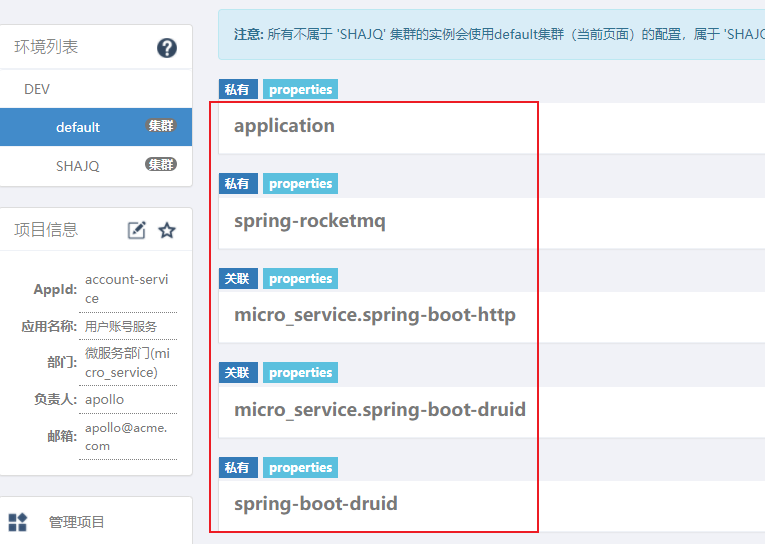 环境列表
DEV
default 集群
SHAJQ 集群
项目信息
AppId: account-servi
ce
应用名称: 用户账号服务
部门: 微服务部门(mi
cro_service)
负责人: apollo
邮箱: apollo@acme.
com
管理项目
注意: 所有不属于 'SHAJQ' 集群的实例会使用default集群（当前页面）的配置，属于 'SHAJQ
私有 properties
application
私有 properties
spring-rocketmq
关联 properties
micro_service.spring-boot-http
关联 properties
micro_service.spring-boot-druid
私有 properties
spring-boot-druid